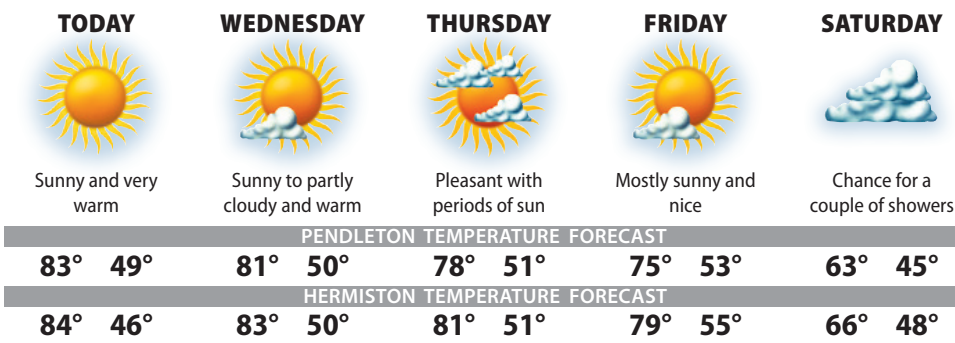 TODAY WEDNESDAY THURSDAY FRIDAY SATURDAY
Sunny and very Sunny to partly Pleasant with Mostly sunny and Chance for a
warm cloudy and warm periods of sun nice couple of showers
PENDLETON TEMPERATURE FORECAST
83° 49° 81° 50° 78° 51° 75° 53° 63° 45°
HERMISTON TEMPERATURE FORECAST
84° 46° 83° 50° 81° 51° 79° 55° 66° 48°